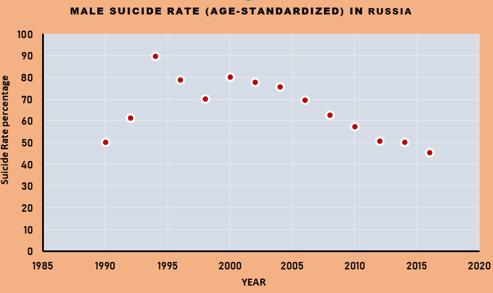 MALE SUICIDE RATE (AGE-STANDARDIZED) IN RUSSIA
Suicide Rate percentage
100
90
80
70
60
50
40
30
20
10
0
1985 1990 1995 2000 2005 2010 2015 2020
YEAR